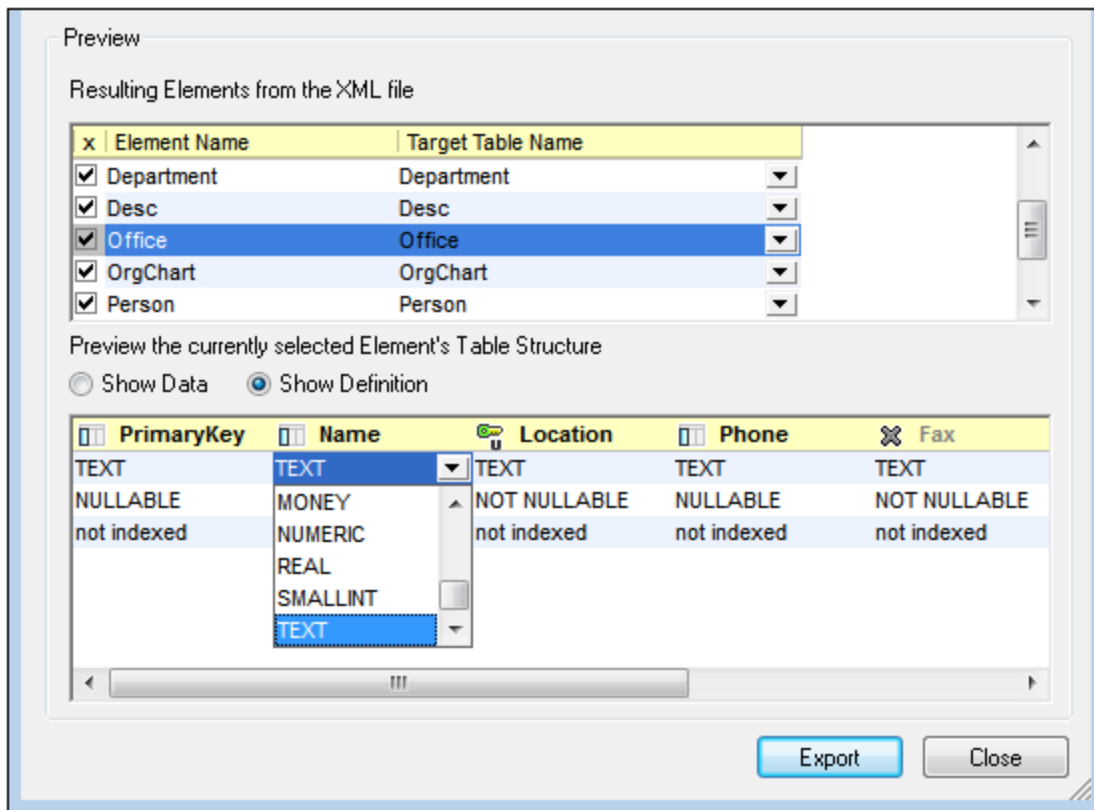 Preview
Resulting Elements from the XML file
x Element Name Target Table Name
Department Department
Desc Desc
Office Office
OrgChart OrgChart
Person Person
Preview the currently selected Element's Table Structure
Show Data Show Definition
PrimaryKey Name U Location Phone Fax
TEXT TEXT TEXT TEXT TEXT
NULLABLE MONEY NOT NULLABLE NULLABLE NOT NULLABLE
not indexed NUMERIC not indexed not indexed not indexed
REAL
SMALLINT
TEXT
Export Close